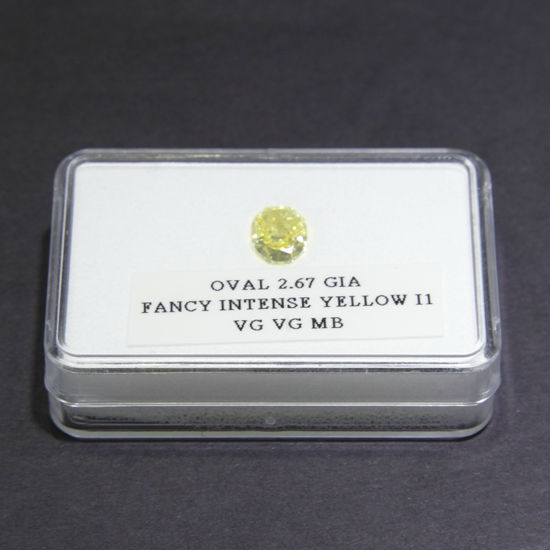 OVAL 2.67 GIA
FANCY INTENSE YELLOW I1
VG VG MB